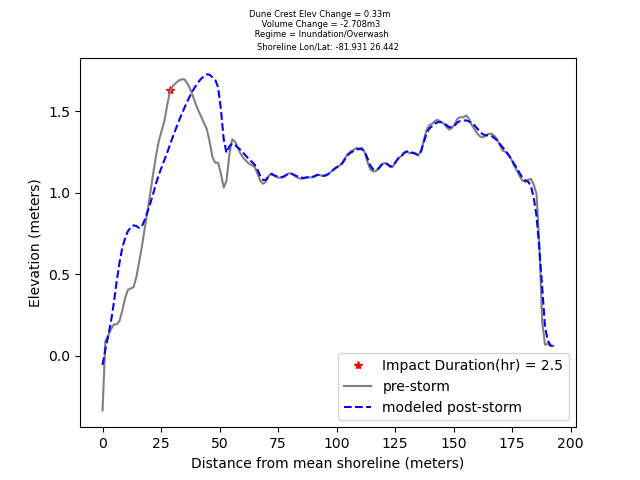 Dune Crest Elev Change = 0.33m
Volume Change = -2.708m3
Regime = Inundation/Overwash
Shoreline Lon/Lat: -81.931 26.442
Elevation (meters)
1.5
1.0
0.5
0.0
Impact Duration(hr) = 2.5
pre-storm
modeled post-storm
0 25 50 75 100 125 150 175 200
Distance from mean shoreline (meters)